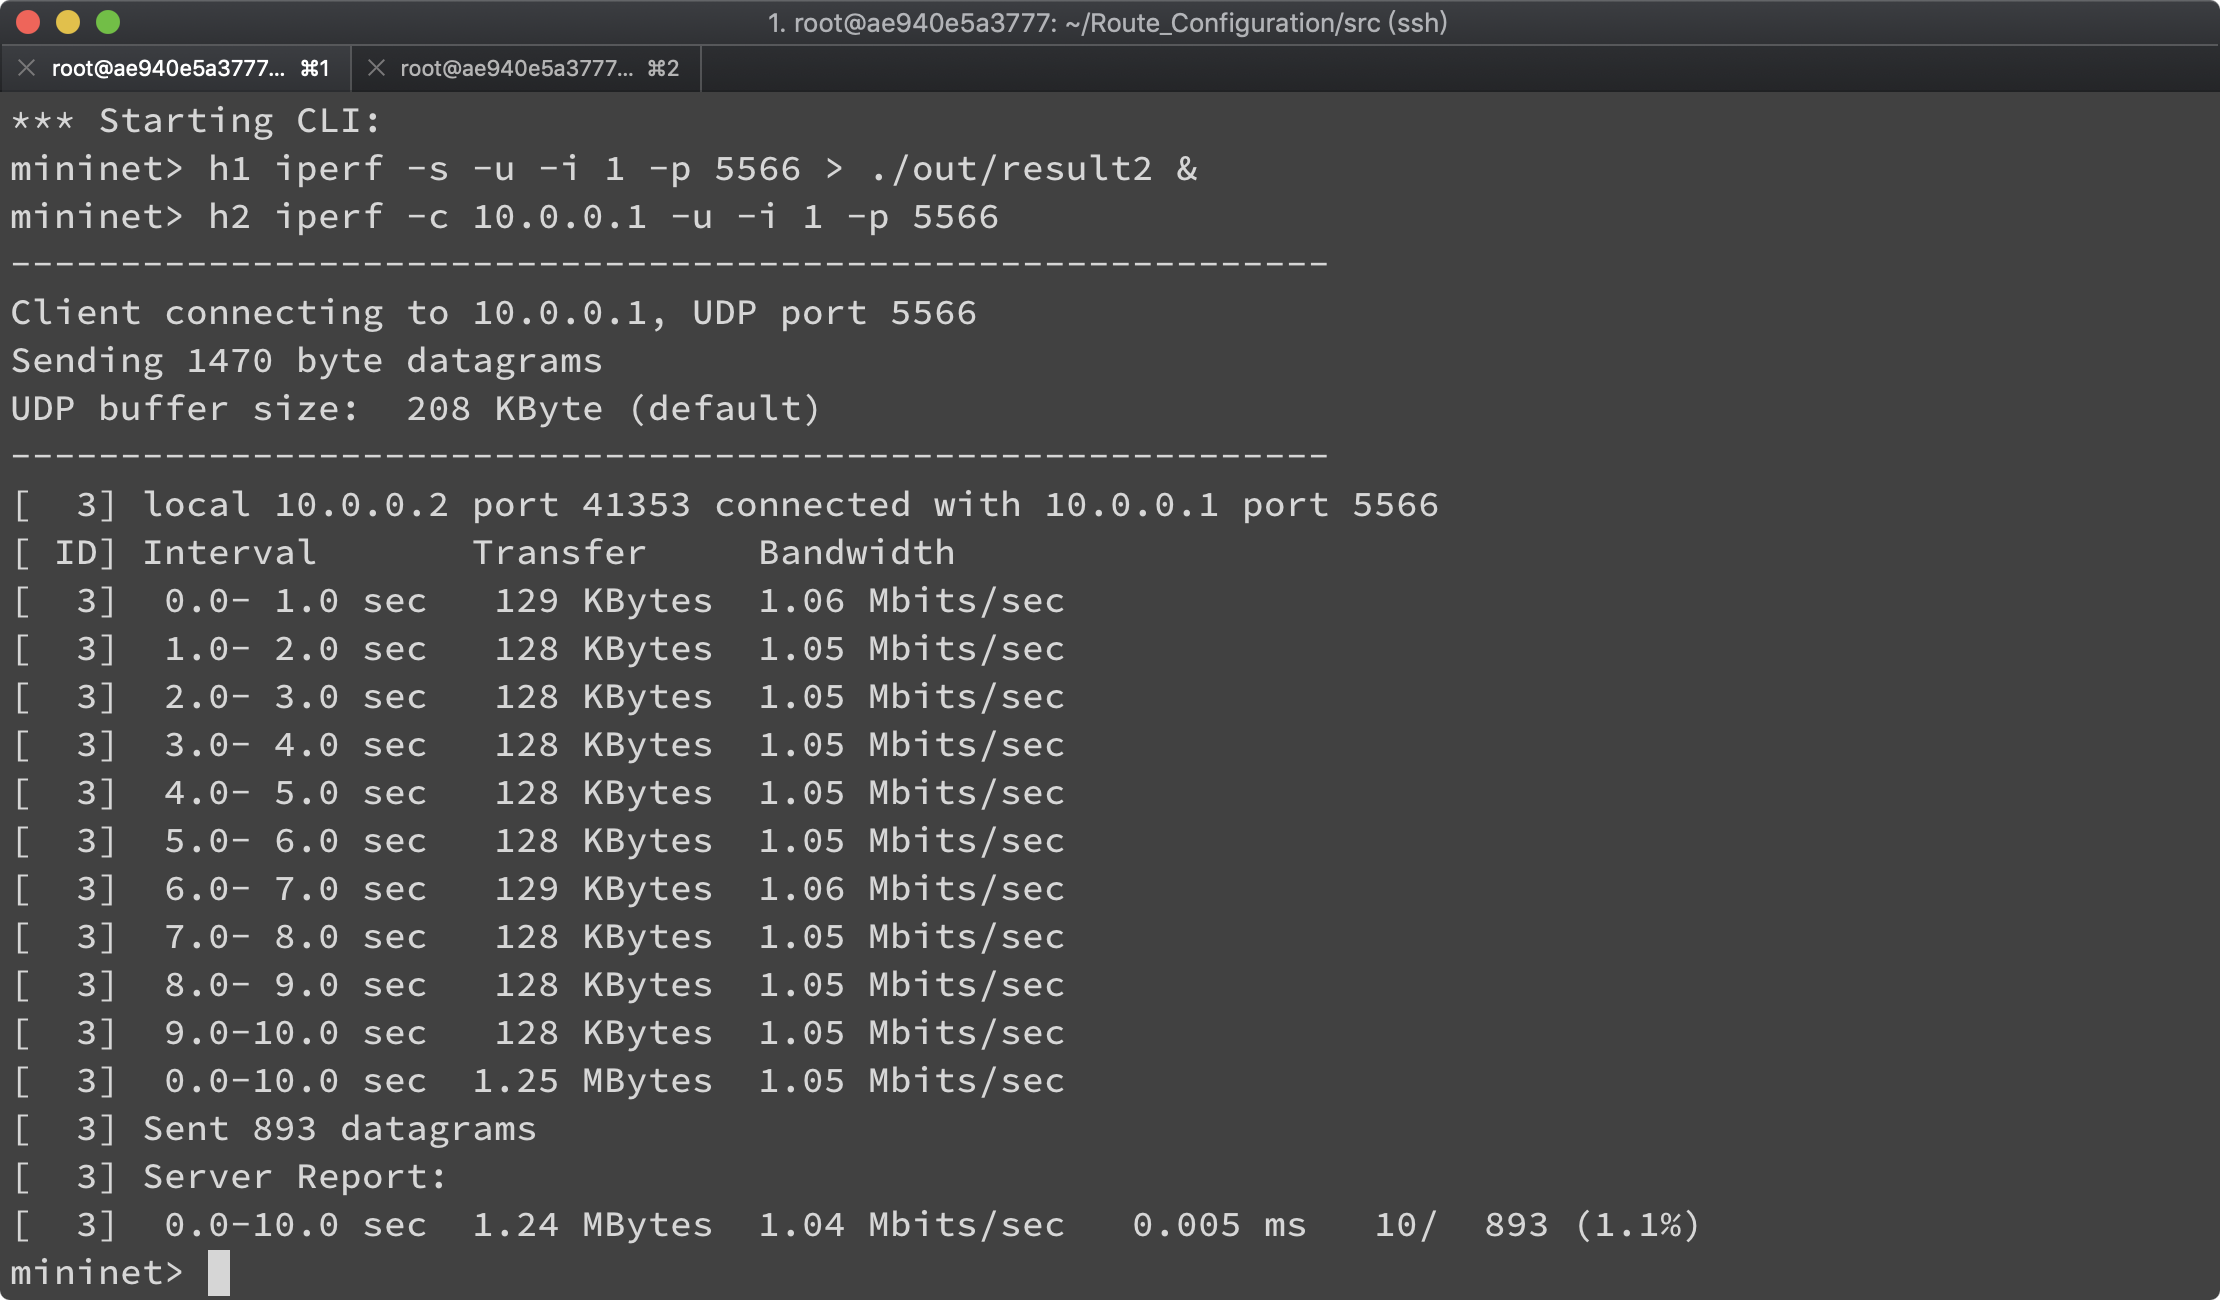 1. root@ae940e5a3777: ~/Route_Configuration/src (ssh)
root@ae940e5a3777... ⌘1 root@ae940e5a3777... ⌘2
*** Starting CLI:
mininet> h1 iperf -s -u -i 1 -p 5566 > ./out/result2 &
mininet> h2 iperf -c 10.0.0.1 -u -i 1 -p 5566
------------------------------------------------------------
Client connecting to 10.0.0.1, UDP port 5566
Sending 1470 byte datagrams
UDP buffer size:  208 KByte (default)
------------------------------------------------------------
[  3] local 10.0.0.2 port 41353 connected with 10.0.0.1 port 5566
[ ID] Interval       Transfer     Bandwidth
[  3]  0.0- 1.0 sec   129 KBytes  1.06 Mbits/sec
[  3]  1.0- 2.0 sec   128 KBytes  1.05 Mbits/sec
[  3]  2.0- 3.0 sec   128 KBytes  1.05 Mbits/sec
[  3]  3.0- 4.0 sec   128 KBytes  1.05 Mbits/sec
[  3]  4.0- 5.0 sec   128 KBytes  1.05 Mbits/sec
[  3]  5.0- 6.0 sec   128 KBytes  1.05 Mbits/sec
[  3]  6.0- 7.0 sec   129 KBytes  1.06 Mbits/sec
[  3]  7.0- 8.0 sec   128 KBytes  1.05 Mbits/sec
[  3]  8.0- 9.0 sec   128 KBytes  1.05 Mbits/sec
[  3]  9.0-10.0 sec   128 KBytes  1.05 Mbits/sec
[  3]  0.0-10.0 sec  1.25 MBytes  1.05 Mbits/sec
[  3] Sent 893 datagrams
[  3] Server Report:
[  3]  0.0-10.0 sec  1.24 MBytes  1.04 Mbits/sec   0.005 ms   10/  893 (1.1%)
mininet>